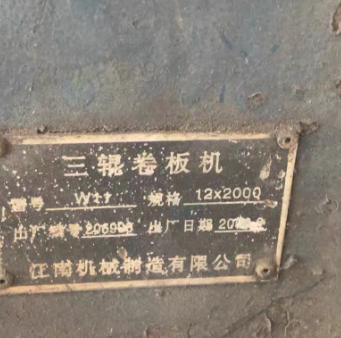 三辊卷板机
型号 W11 规格 12x2000
出厂编号 出厂日期
江南机械制造有限公司